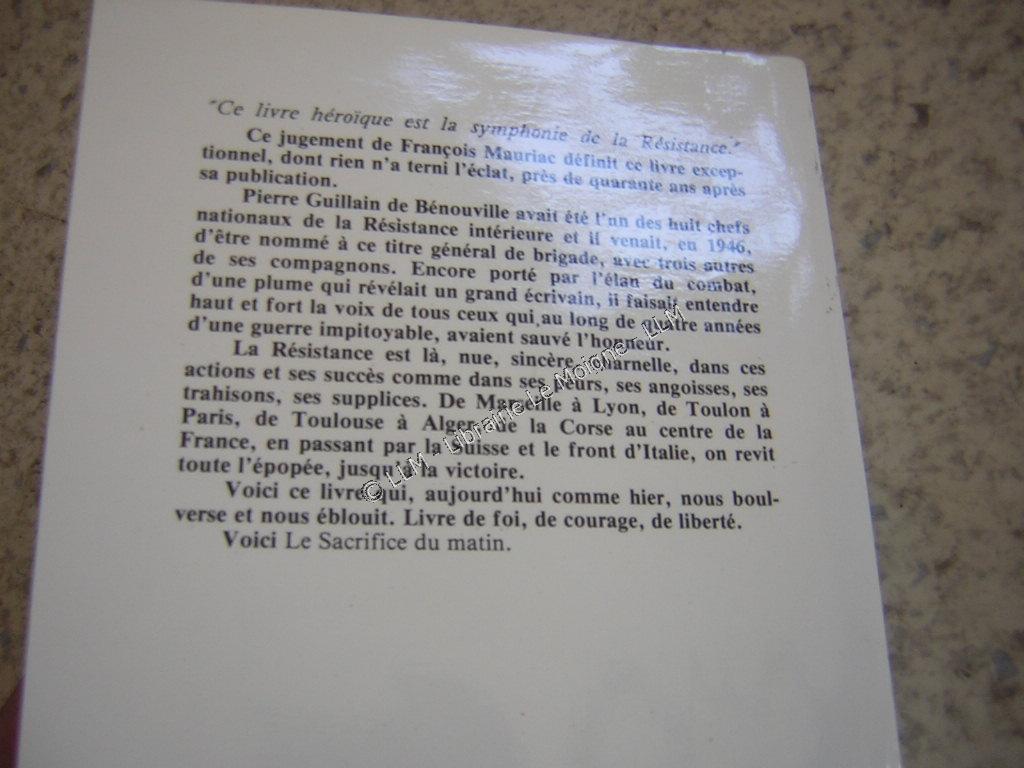 "Ce livre héroïque est la symphonie de la Résistance."
Ce jugement de François Mauriac définit ce livre excep-
tionnel, dont rien n'a terni l'éclat, près de quarante ans après
sa publication.
Pierre Guillain de Bénouville avait été l'un des huit chefs
nationaux de la Résistance intérieure et il venait, en 1946,
d'être nommé à ce titre général de brigade, avec trois autres
de ses compagnons. Encore porté par l'élan du combat,
d'une plume qui révélait un grand écrivain, il faisait entendre
haut et fort la voix de tous ceux qui, au long de quatre années
d'une guerre impitoyable, avaient sauvé l'honneur.
La Résistance est là, nue, sincère, charnelle, dans ces
actions et ses succès comme dans ses peurs, ses angoisses, ses
trahisons, ses supplices. De Marseille à Lyon, de Toulon à
Paris, de Toulouse à Alger, de la Corse au centre de la
France, en passant par la Suisse et le front d'Italie, on revit
toute l'épopée, jusqu'à la victoire.
Voici ce livre qui, aujourd'hui comme hier, nous boul-
verse et nous éblouit. Livre de foi, de courage, de liberté.
Voici Le Sacrifice du matin.
© LLM - Librairie Le Moigne - LLM